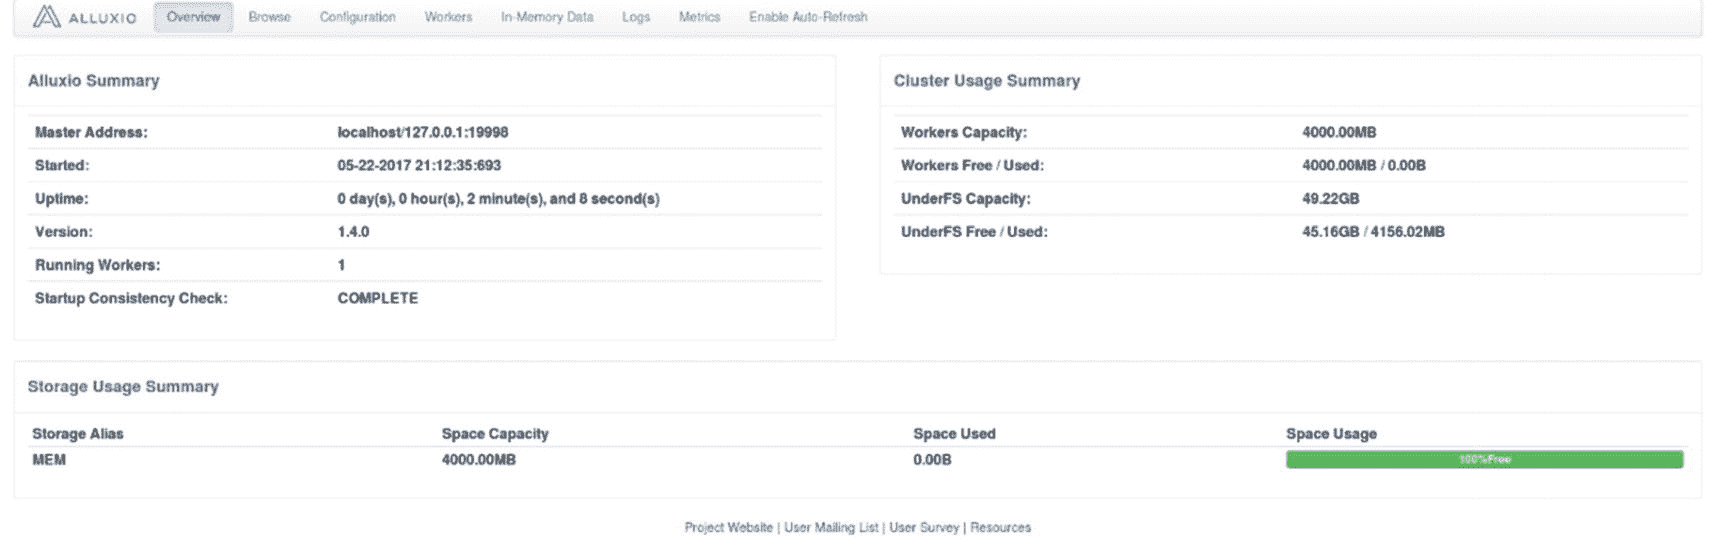 ALLUXIO Overview Browse Configuration Workers In-Memory Data Logs Metrics Enable Auto-Refresh
Alluxio Summary
Master Address: localhost/127.0.0.1:19998
Started: 05-22-2017 21:12:35:693
Uptime: 0 day(s), 0 hour(s), 2 minute(s), and 8 second(s)
Version: 1.4.0
Running Workers: 1
Startup Consistency Check: COMPLETE
Cluster Usage Summary
Workers Capacity: 4000.00MB
Workers Free / Used: 4000.00MB / 0.00B
UnderFS Capacity: 49.22GB
UnderFS Free / Used: 45.16GB / 4156.02MB
Storage Usage Summary
Storage Alias Space Capacity Space Used Space Usage
MEM 4000.00MB 0.00B 100%Free
Project Website | User Mailing List | User Survey | Resources